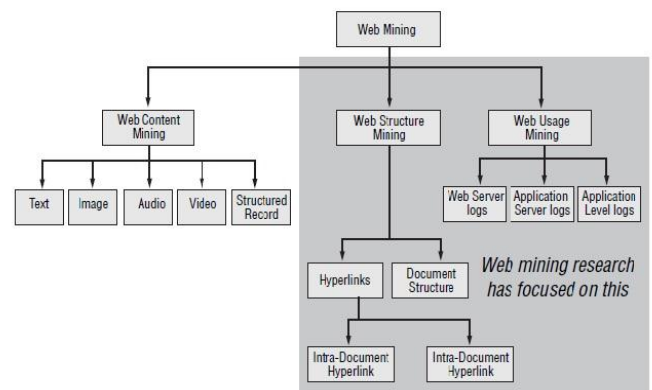 Web Mining
Web Content
Mining
Web Structure
Mining
Web Usage
Mining
Text
Image
Audio
Video
Structured
Record
Web Server
logs
Application
Server logs
Application
Level logs
Hyperlinks
Document
Structure
Web mining research
has focused on this
Intra-Document
Hyperlink
Intra-Document
Hyperlink